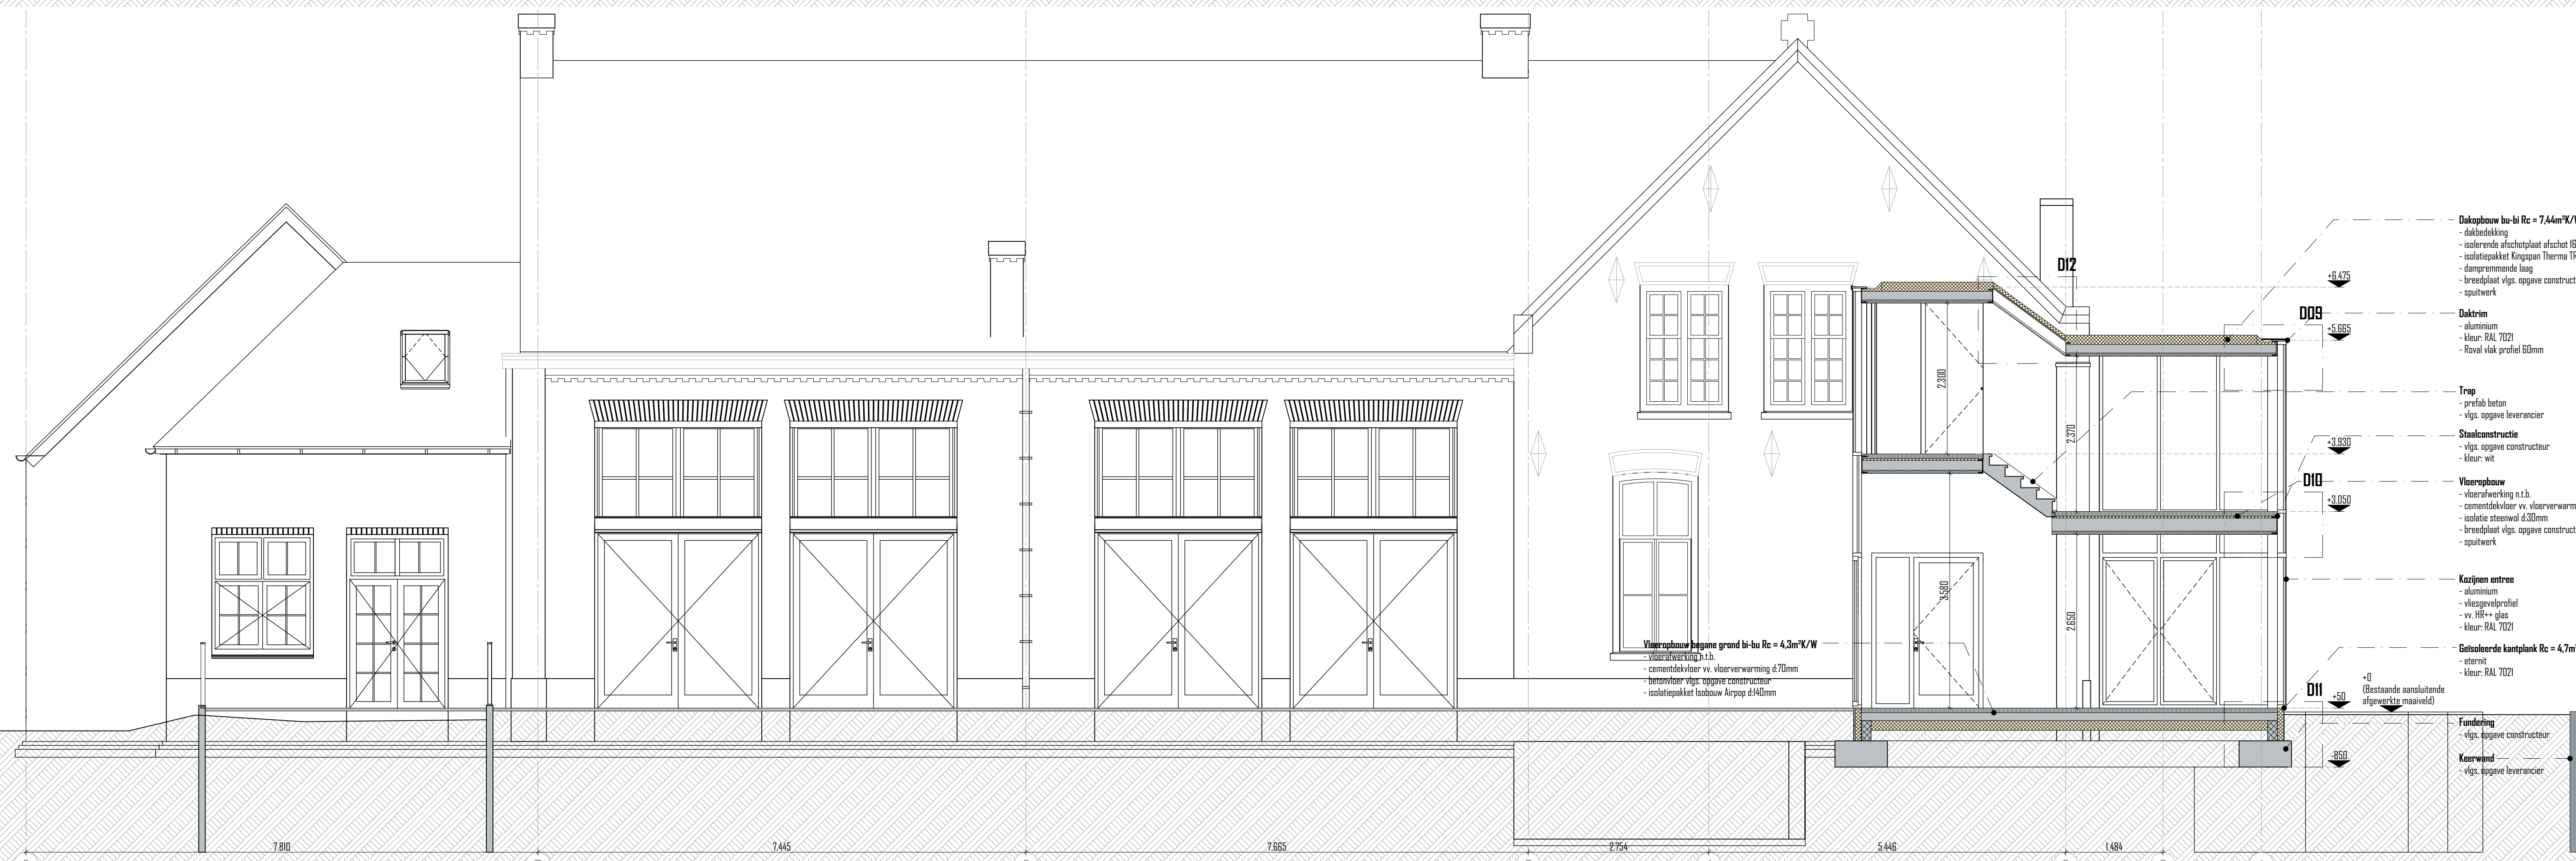 Dakopbouw bu-bi Rc = 7,44m²K/
- dakbedekking
- isolerende afschotplaat afschot 16
- isolatiepakket Kingspan Therma
- dampremmende laag
- breedplaat vlgs. opgave construct
- spuitwerk
D12
+6.475
D09
+5.665
Daktrim
- aluminium
- kleur: RAL 7021
- Roval vlak profiel 60mm
2.300
Trap
- prefab beton
- vlgs. opgave leverancier
2.370
+3.930
Staalconstructie
- vlgs. opgave constructeur
- kleur: wit
D10
+3.050
Vloeropbouw
- vloerafwerking n.t.b.
- cementdekvloer vv. vloerverwarm
- isolatie steenwol d:30mm
- breedplaat vlgs. opgave construct
- spuitwerk
3.580
2.650
Kozijnen entree
- aluminium
- vliesgevelprofiel
- vv. HR++ glas
- kleur: RAL 7021
Vloeropbouw begane grond bi-bu Rc = 4,3m²K/W
- vloerafwerking n.t.b.
- cementdekvloer vv. vloerverwarming d:70mm
- betonvloer vlgs. opgave constructeur
- isolatiepakket Isobouw Airpop d:140mm
Geïsoleerde kantplank Rc = 4,7m²
- eternit
- kleur: RAL 7021
D11
+50
+0
(Bestaande aansluitende
afgewerkte maaiveld)
Fundering
- vlgs. opgave constructeur
-850
Keerwand
- vlgs. opgave leverancier
7.810
7.445
7.665
2.754
5.446
1.484